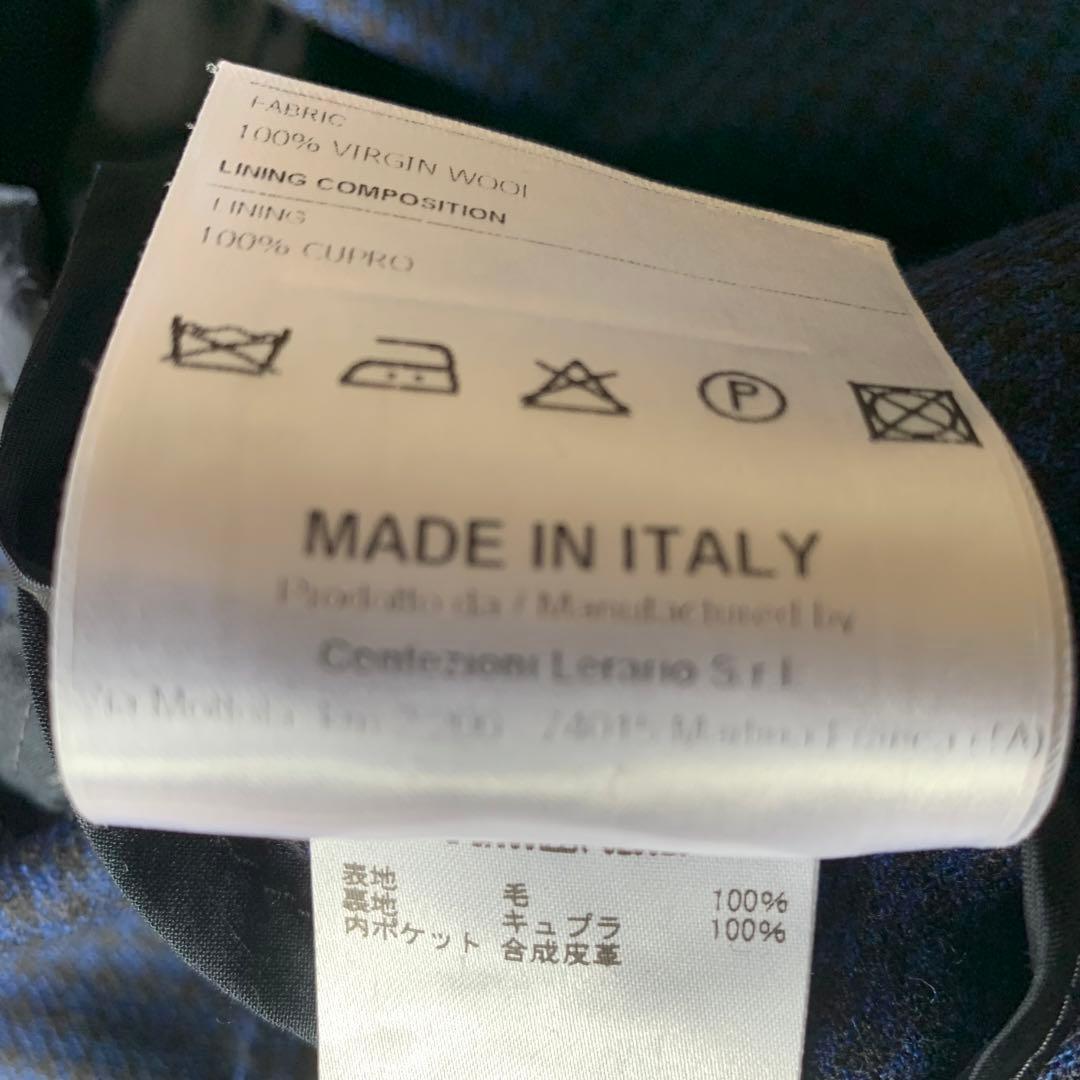 FABRIC
100% VIRGIN WOOL
LINING COMPOSITION
LINING
100% CUPRO
P
MADE IN ITALY
Prodotto da / Manufactured by
Confezioni Lerario S.r.l.
Via Mottola
表地 毛 100%
裏地 キュプラ 100%
内ポケット 合成皮革